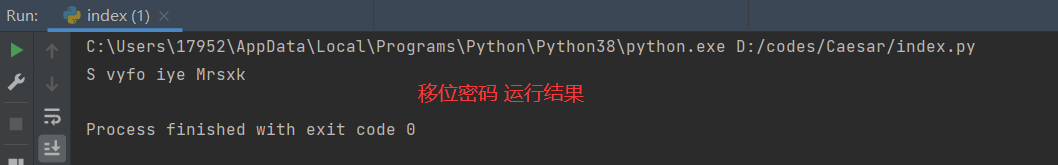 Run: index (1)
C:\Users\17952\AppData\Local\Programs\Python\Python38\python.exe D:/codes/Caesar/index.py
S vyfo iye Mrsxk
移位密码 运行结果
Process finished with exit code 0